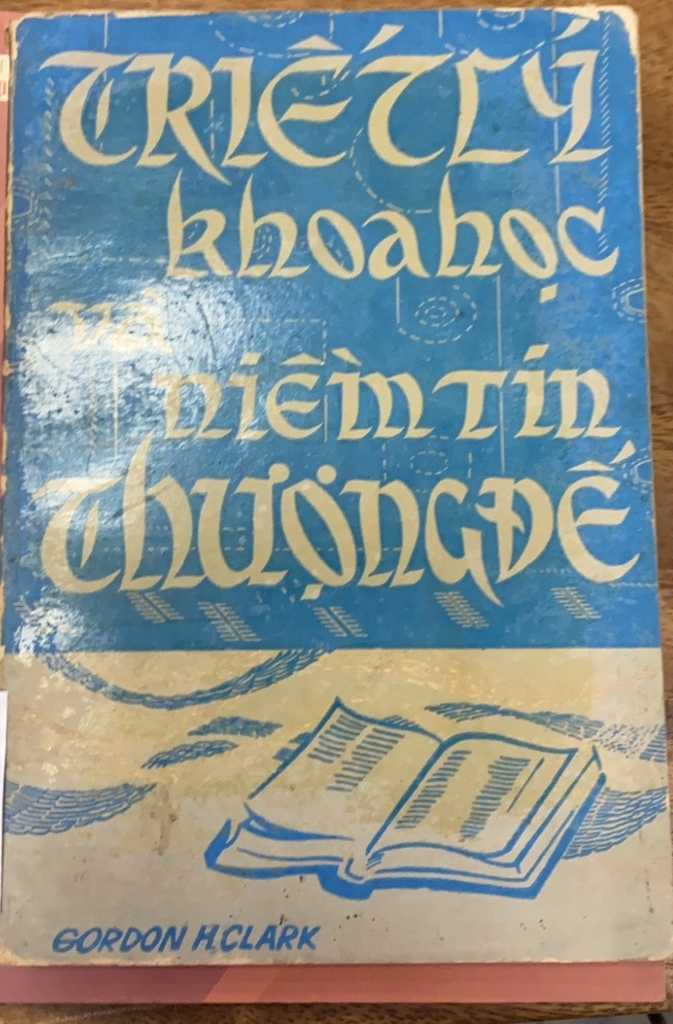 TRIẾT LÝ
khoa học
và
niềm tin
THƯỢNG ĐẾ
GORDON H. CLARK